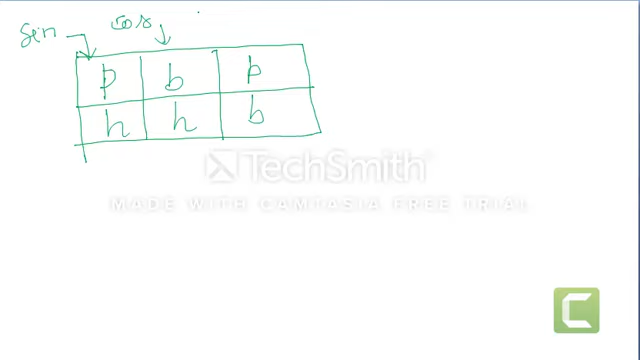 sin cos
p b p
h h b
TechSmith
MADE WITH CAMTASIA FREE TRIAL
C